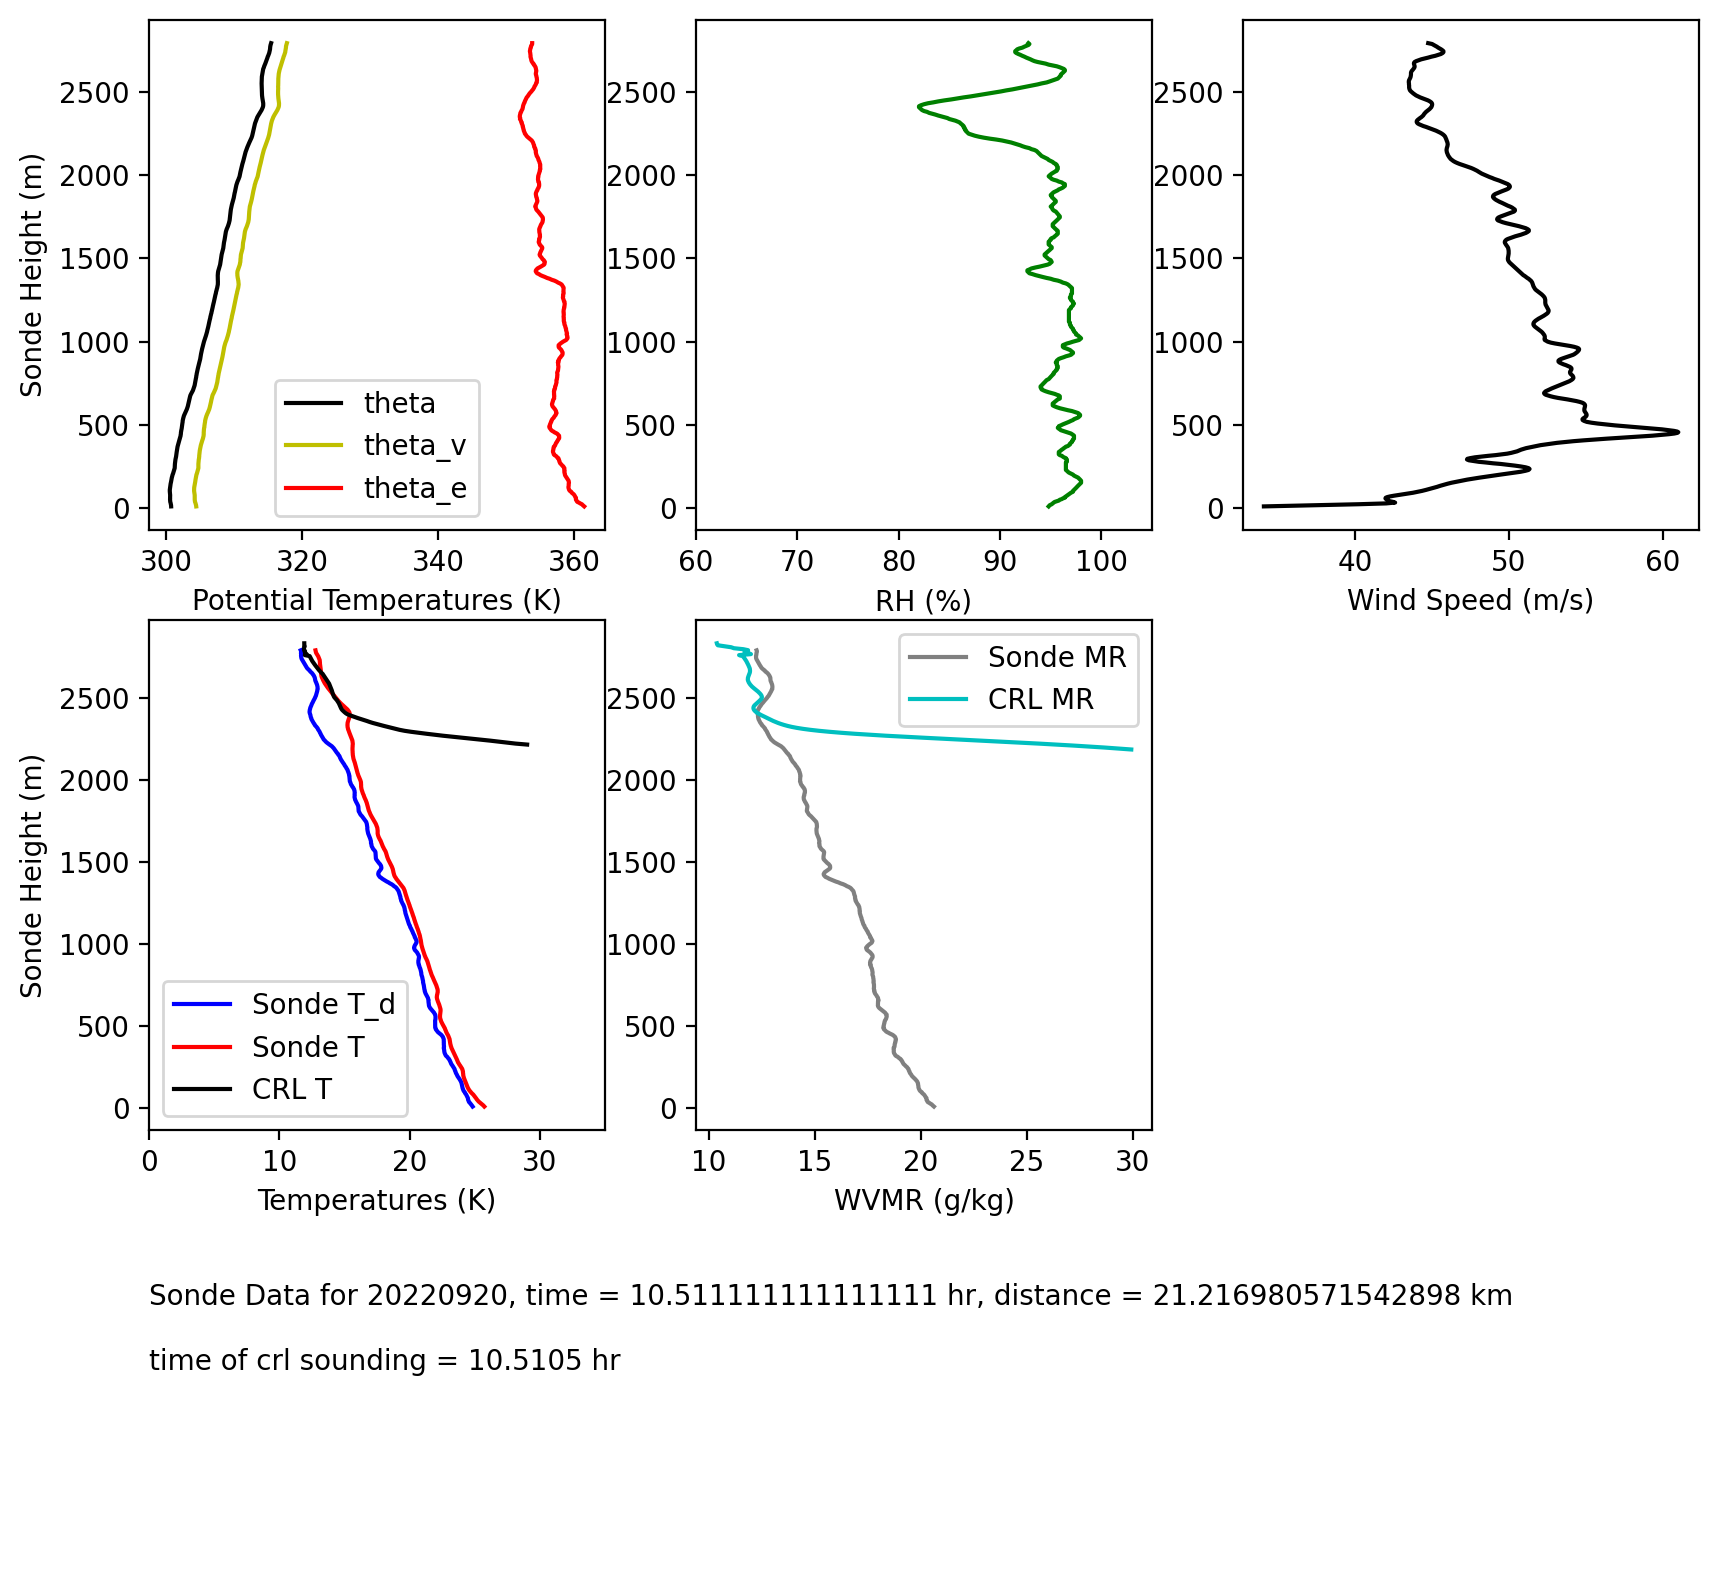 2500
2000
1500
1000
500
0
Sonde Height (m)
theta
theta_v
theta_e
300 320 340 360
Potential Temperatures (K)
2500
2000
1500
1000
500
0
60 70 80 90 100
RH (%)
2500
2000
1500
1000
500
0
40 50 60
Wind Speed (m/s)
2500
2000
1500
1000
500
0
Sonde Height (m)
Sonde T_d
Sonde T
CRL T
0 10 20 30
Temperatures (K)
Sonde MR
CRL MR
2500
2000
1500
1000
500
0
10 15 20 25 30
WVMR (g/kg)
Sonde Data for 20220920, time = 10.511111111111111 hr, distance = 21.216980571542898 km
time of crl sounding = 10.5105 hr